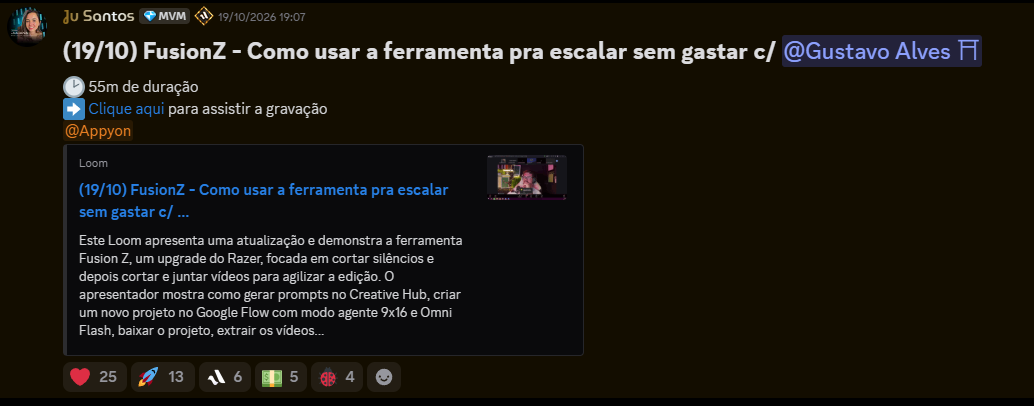 Ju Santos MVM 19/10/2026 19:07
(19/10) FusionZ - Como usar a ferramenta pra escalar sem gastar c/ @Gustavo Alves ⛩
55m de duração
Clique aqui para assistir a gravação
@Appyon
Loom
(19/10) FusionZ - Como usar a ferramenta pra escalar
sem gastar c/ ...
Este Loom apresenta uma atualização e demonstra a ferramenta
Fusion Z, um upgrade do Razer, focada em cortar silêncios e
depois cortar e juntar vídeos para agilizar a edição. O
apresentador mostra como gerar prompts no Creative Hub, criar
um novo projeto no Google Flow com modo agente 9x16 e Omni
Flash, baixar o projeto, extrair os vídeos...
25 13 6 5 4